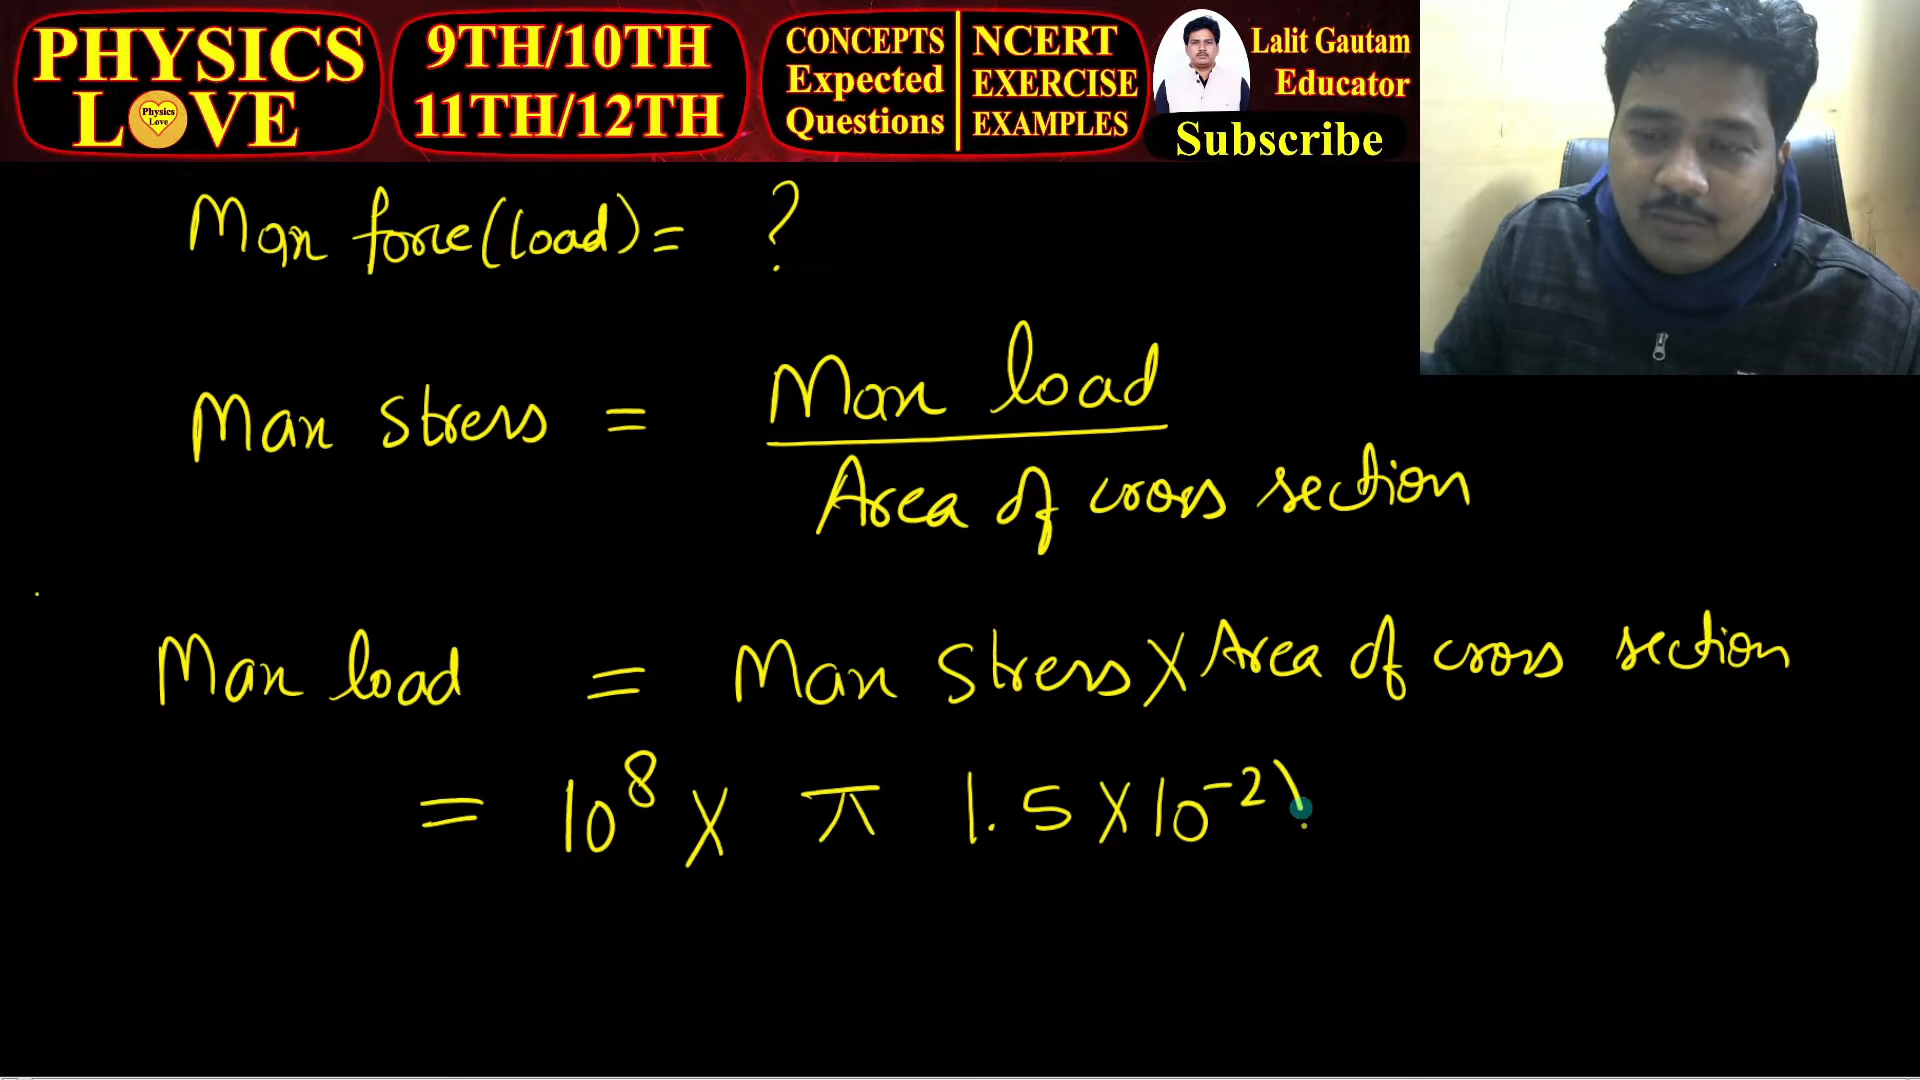 PHYSICS
LOVE
Physics
Love
9TH/10TH
11TH/12TH
CONCEPTS
Expected
Questions
NCERT
EXERCISE
EXAMPLES
Lalit Gautam
Educator
Subscribe
Max force(load) = ?
Max stress = Max load
Area of cross section
Max load = Max stress X Area of cross section
= 10⁸ X π 1.5 X 10⁻²)